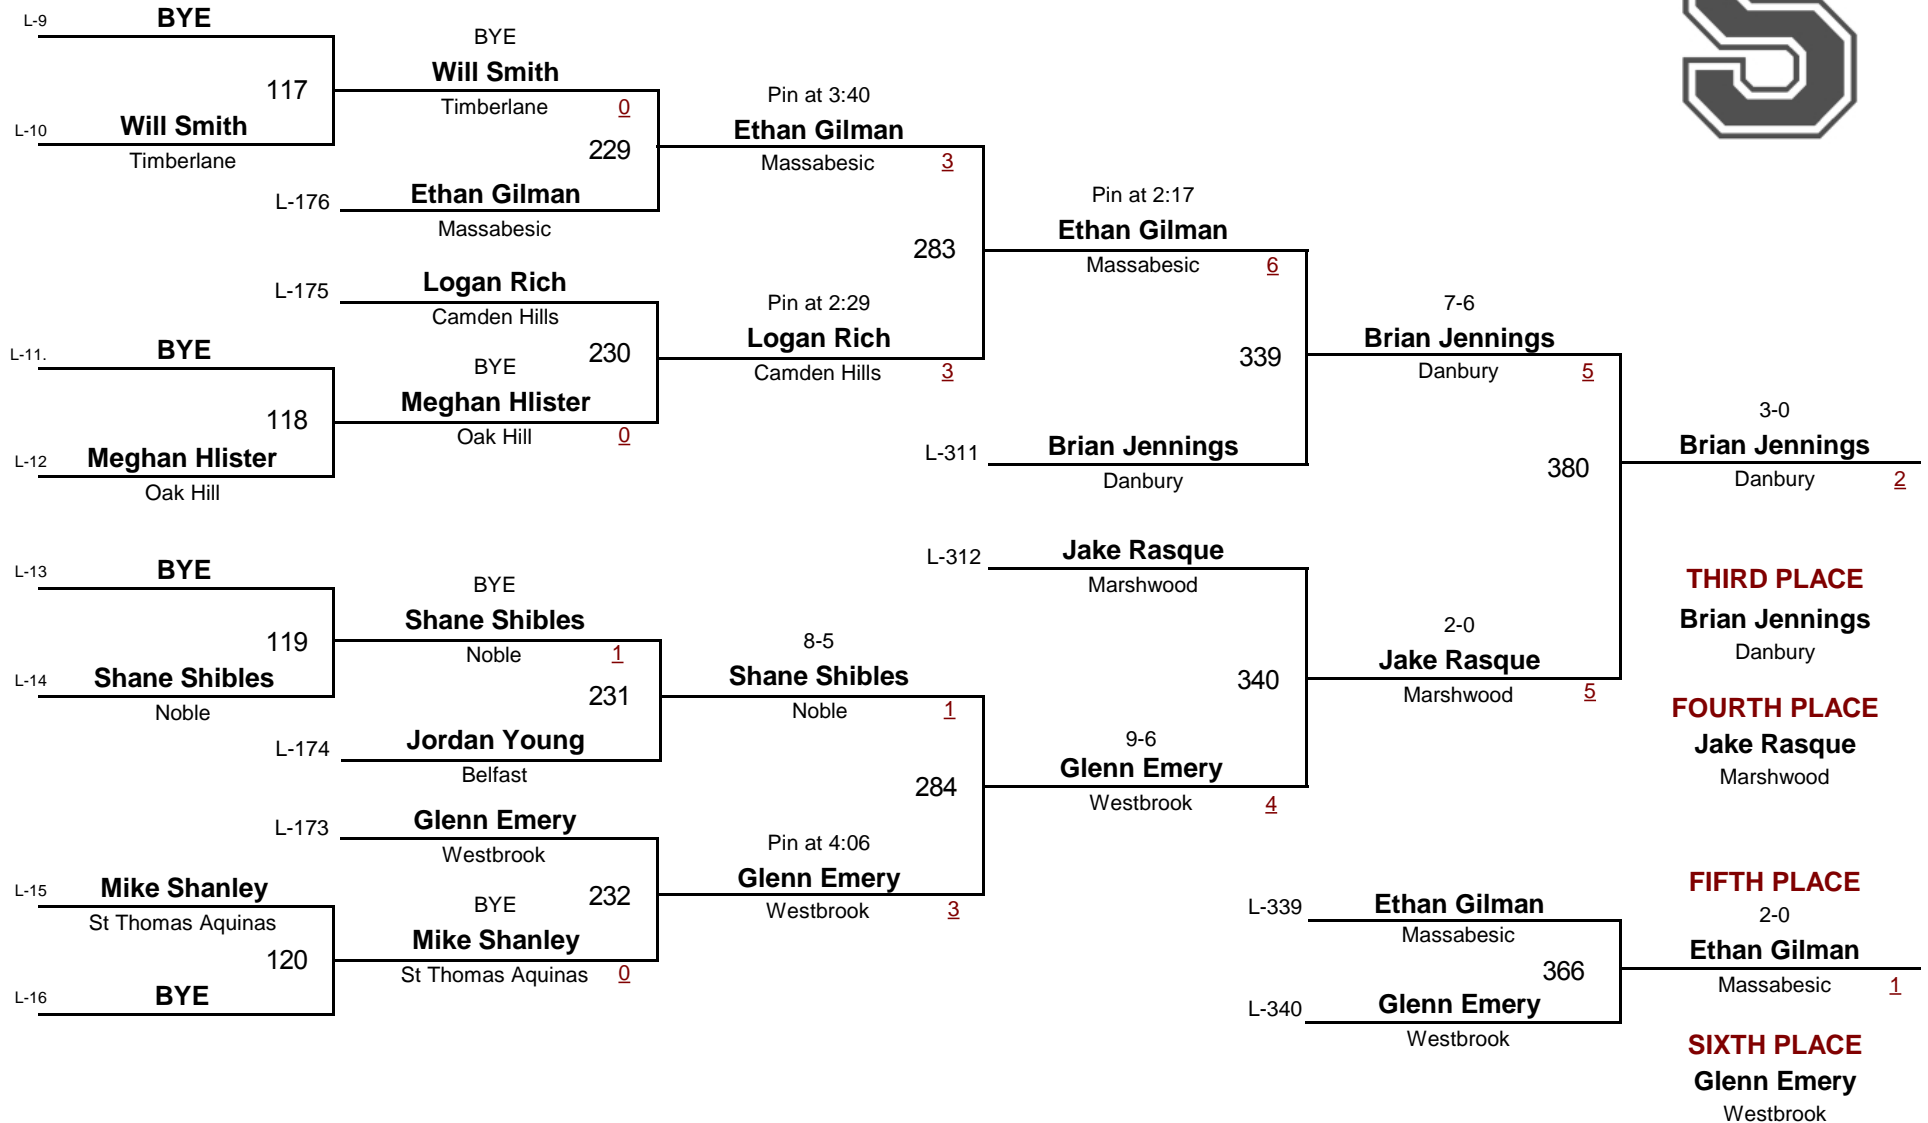 L-9 BYE
117
L-10 Will Smith
Timberlane
L-11. BYE
118
L-12 Meghan Hlister
Oak Hill
L-13 BYE
119
L-14 Shane Shibles
Noble
L-15 Mike Shanley
St Thomas Aquinas
120
L-16 BYE
BYE
Will Smith
Timberlane 0
229
L-176 Ethan Gilman
Massabesic
L-175 Logan Rich
Camden Hills
230
BYE
Meghan Hlister
Oak Hill 0
BYE
Shane Shibles
Noble 1
231
L-174 Jordan Young
Belfast
L-173 Glenn Emery
Westbrook
232
BYE
Mike Shanley
St Thomas Aquinas 0
Pin at 3:40
Ethan Gilman
Massabesic 3
283
Pin at 2:29
Logan Rich
Camden Hills 3
8-5
Shane Shibles
Noble 1
284
Pin at 4:06
Glenn Emery
Westbrook 3
Pin at 2:17
Ethan Gilman
Massabesic 6
339
L-311 Brian Jennings
Danbury
L-312 Jake Rasque
Marshwood
340
9-6
Glenn Emery
Westbrook 4
7-6
Brian Jennings
Danbury 5
380
2-0
Jake Rasque
Marshwood 5
L-339 Ethan Gilman
Massabesic
366
L-340 Glenn Emery
Westbrook
S
3-0
Brian Jennings
Danbury 2
THIRD PLACE
Brian Jennings
Danbury
FOURTH PLACE
Jake Rasque
Marshwood
FIFTH PLACE
2-0
Ethan Gilman
Massabesic 1
SIXTH PLACE
Glenn Emery
Westbrook